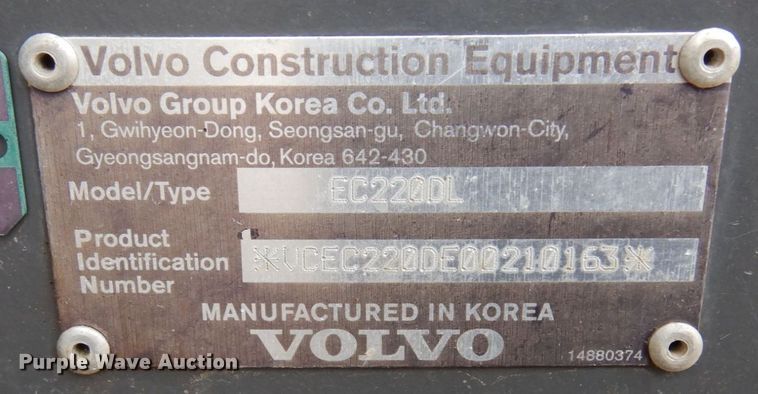 Volvo Construction Equipment
Volvo Group Korea Co. Ltd.
1, Gwihyeon-Dong, Seongsan-gu, Changwon-City,
Gyeongsangnam-do, Korea 642-430
Model/Type EC220DL
Product
Identification *VCEC220DE00210163*
Number
MANUFACTURED IN KOREA
VOLVO
14880374
Purple Wave Auction